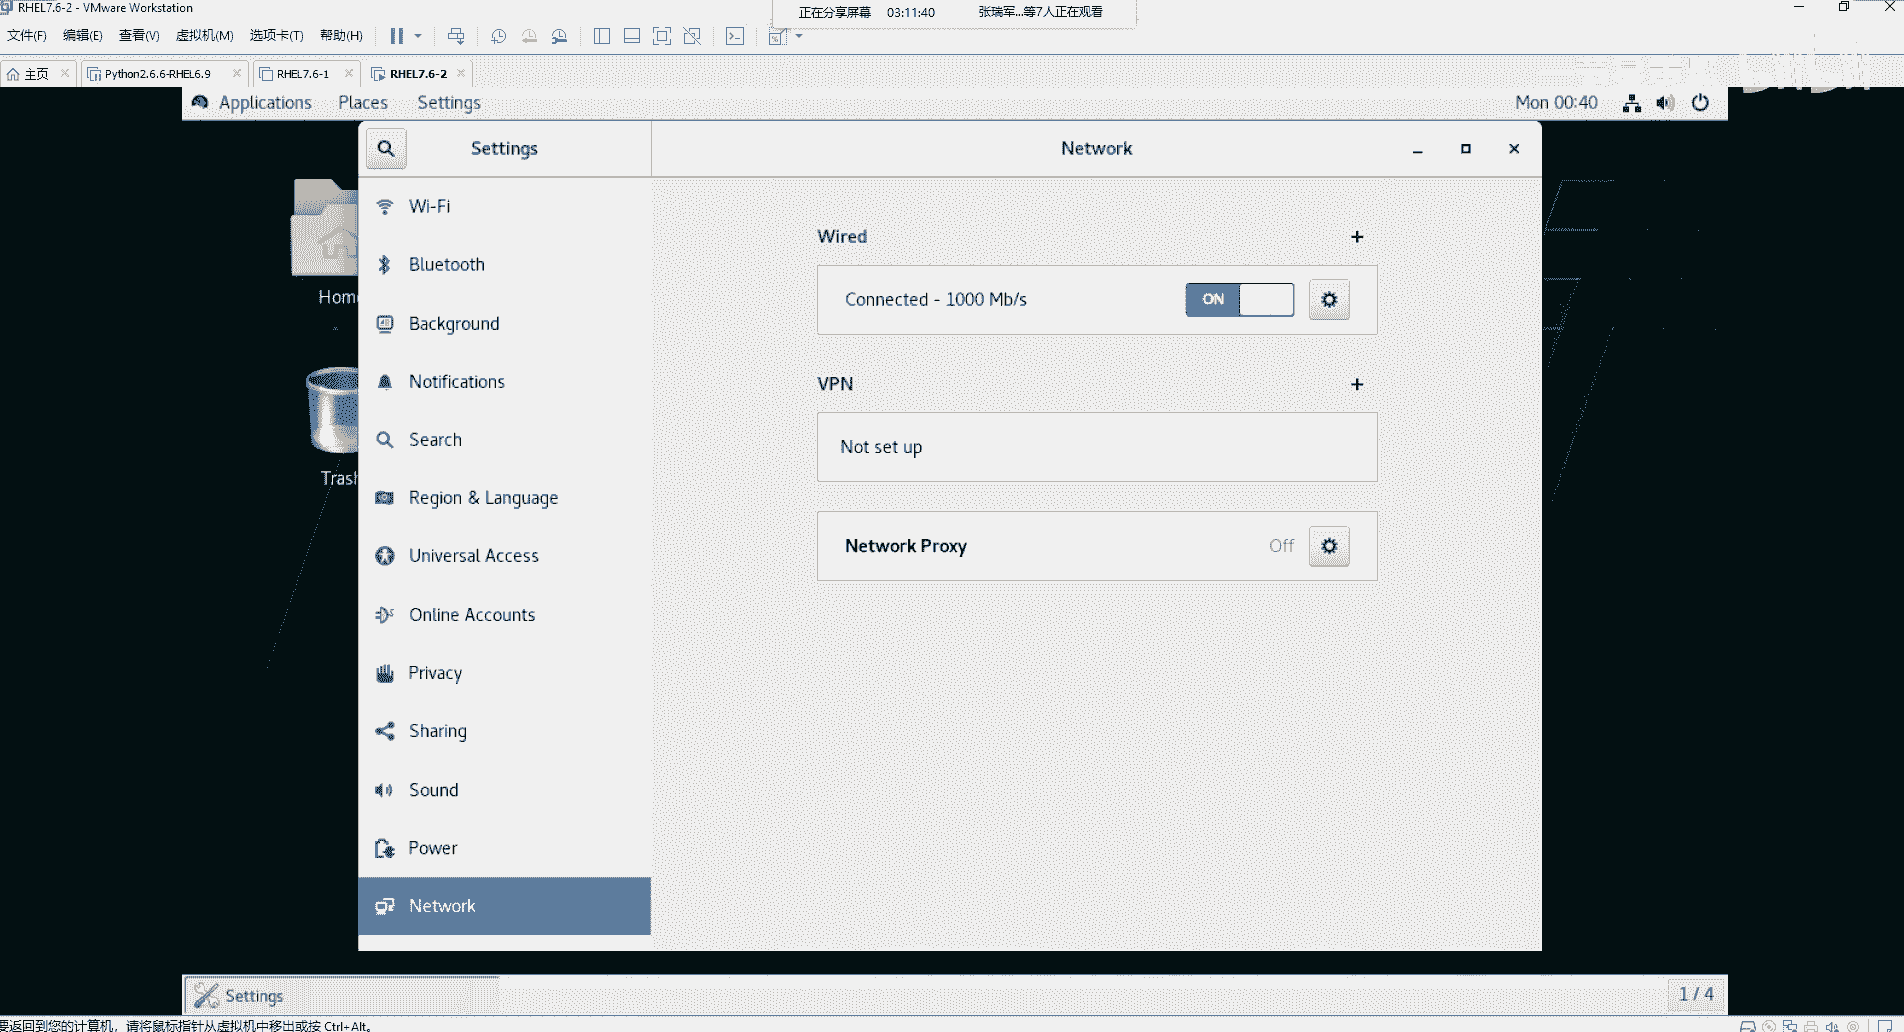 RHEL7.6-2 - VMware Workstation
正在分享屏幕 03:11:40 张瑞军...等7人正在观看
文件(F) 编辑(E) 查看(V) 虚拟机(M) 选项卡(T) 帮助(H)
主页 Python2.6.6-RHEL6.9 RHEL7.6-1 RHEL7.6-2
Applications Places Settings Mon 00:40
Settings
Network
Home
Trash
Wi-Fi
Bluetooth
Background
Notifications
Search
Region & Language
Universal Access
Online Accounts
Privacy
Sharing
Sound
Power
Network
Wired
Connected - 1000 Mb/s ON
VPN
Not set up
Network Proxy Off
Settings
1 / 4
要返回到您的计算机，请将鼠标指针从虚拟机中移出或按 Ctrl+Alt。